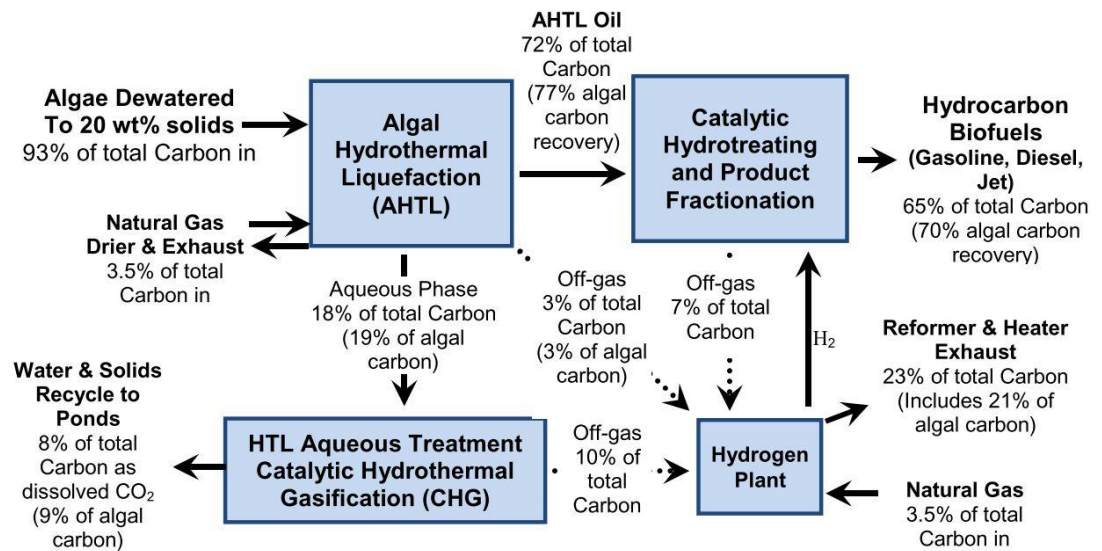 AHTL Oil
72% of total
Carbon
(77% algal
carbon
recovery)
Algae Dewatered
To 20 wt% solids
93% of total Carbon in
Algal
Hydrothermal
Liquefaction
(AHTL)
Catalytic
Hydrotreating
and Product
Fractionation
Hydrocarbon
Biofuels
(Gasoline, Diesel,
Jet)
65% of total Carbon
(70% algal carbon
recovery)
Natural Gas
Drier & Exhaust
3.5% of total
Carbon in
Aqueous Phase
18% of total Carbon
(19% of algal
carbon)
Off-gas
3% of total
Carbon
(3% of algal
carbon)
Off-gas
7% of total
Carbon
H₂
Reformer & Heater
Exhaust
23% of total Carbon
(Includes 21% of
algal carbon)
Water & Solids
Recycle to
Ponds
8% of total
Carbon as
dissolved CO₂
(9% of algal
carbon)
HTL Aqueous Treatment
Catalytic Hydrothermal
Gasification (CHG)
Off-gas
10% of
total
Carbon
Hydrogen
Plant
Natural Gas
3.5% of total
Carbon in